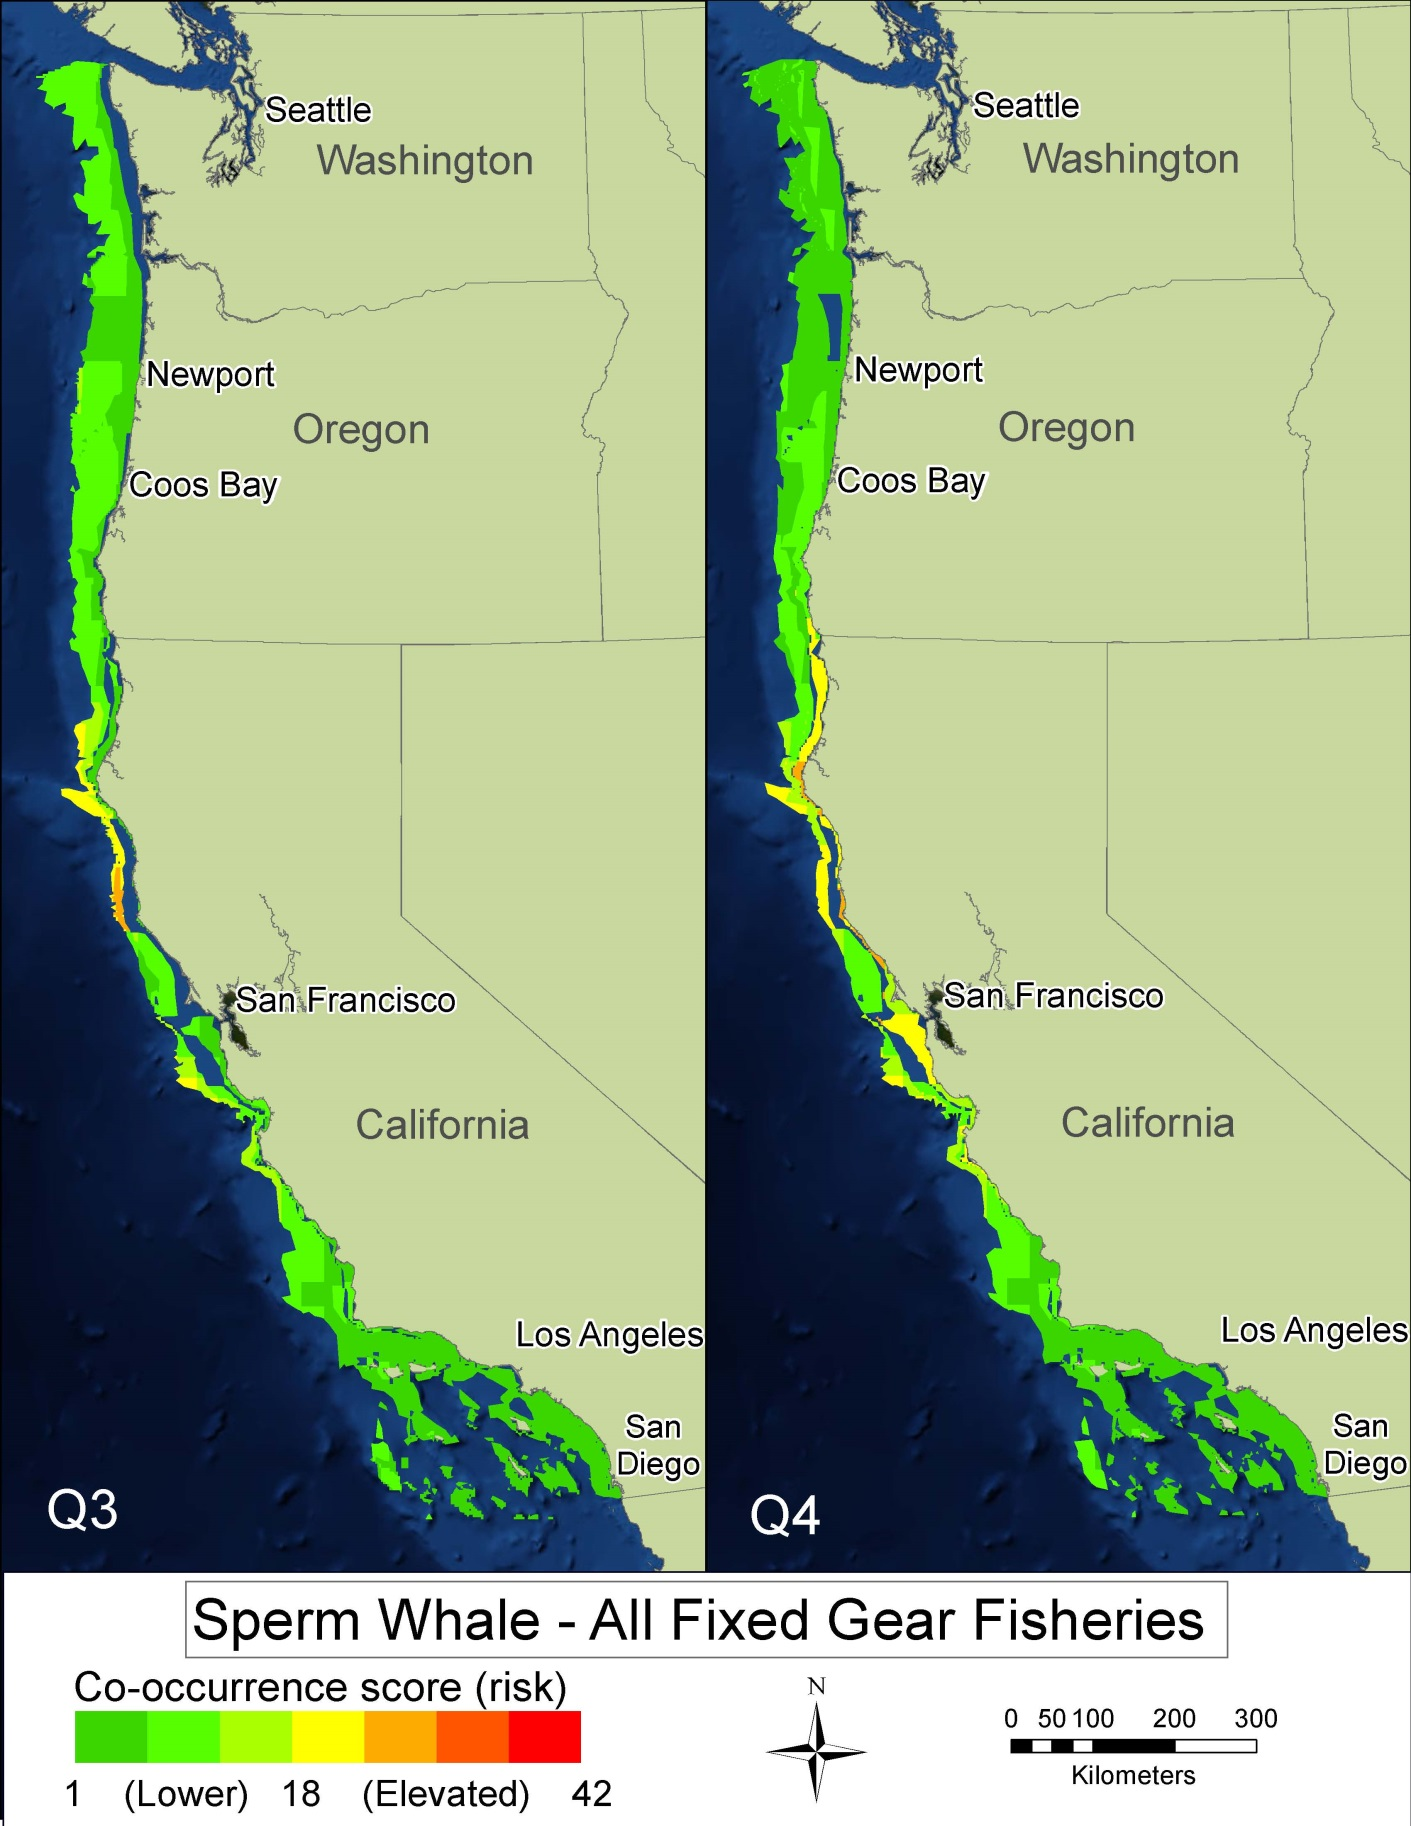 Seattle
Washington
Newport
Oregon
Coos Bay
San Francisco
California
Los Angeles
San
Diego
Q3
Seattle
Washington
Newport
Oregon
Coos Bay
San Francisco
California
Los Angeles
San
Diego
Q4
Sperm Whale - All Fixed Gear Fisheries
Co-occurrence score (risk)
1 (Lower) 18 (Elevated) 42
N
0 50 100 200 300
Kilometers